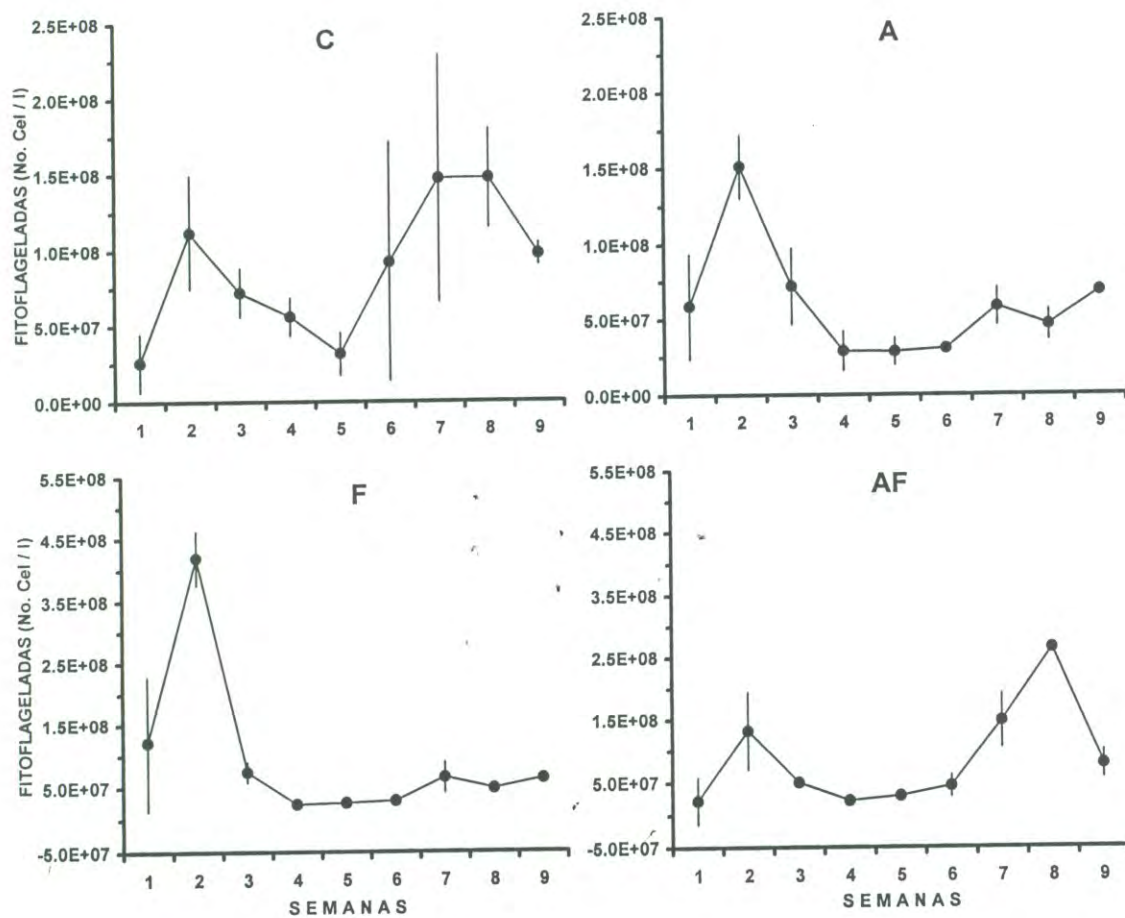 C
FITOFLAGELADAS (No. Cel / l)
2.5E+08
2.0E+08
1.5E+08
1.0E+08
5.0E+07
0.0E+00
1 2 3 4 5 6 7 8 9
A
2.5E+08
2.0E+08
1.5E+08
1.0E+08
5.0E+07
0.0E+00
1 2 3 4 5 6 7 8 9
F
FITOFLAGELADAS (No. Cel / l)
5.5E+08
4.5E+08
3.5E+08
2.5E+08
1.5E+08
5.0E+07
-5.0E+07
1 2 3 4 5 6 7 8 9
SEMANAS
AF
5.5E+08
4.5E+08
3.5E+08
2.5E+08
1.5E+08
5.0E+07
-5.0E+07
1 2 3 4 5 6 7 8 9
SEMANAS